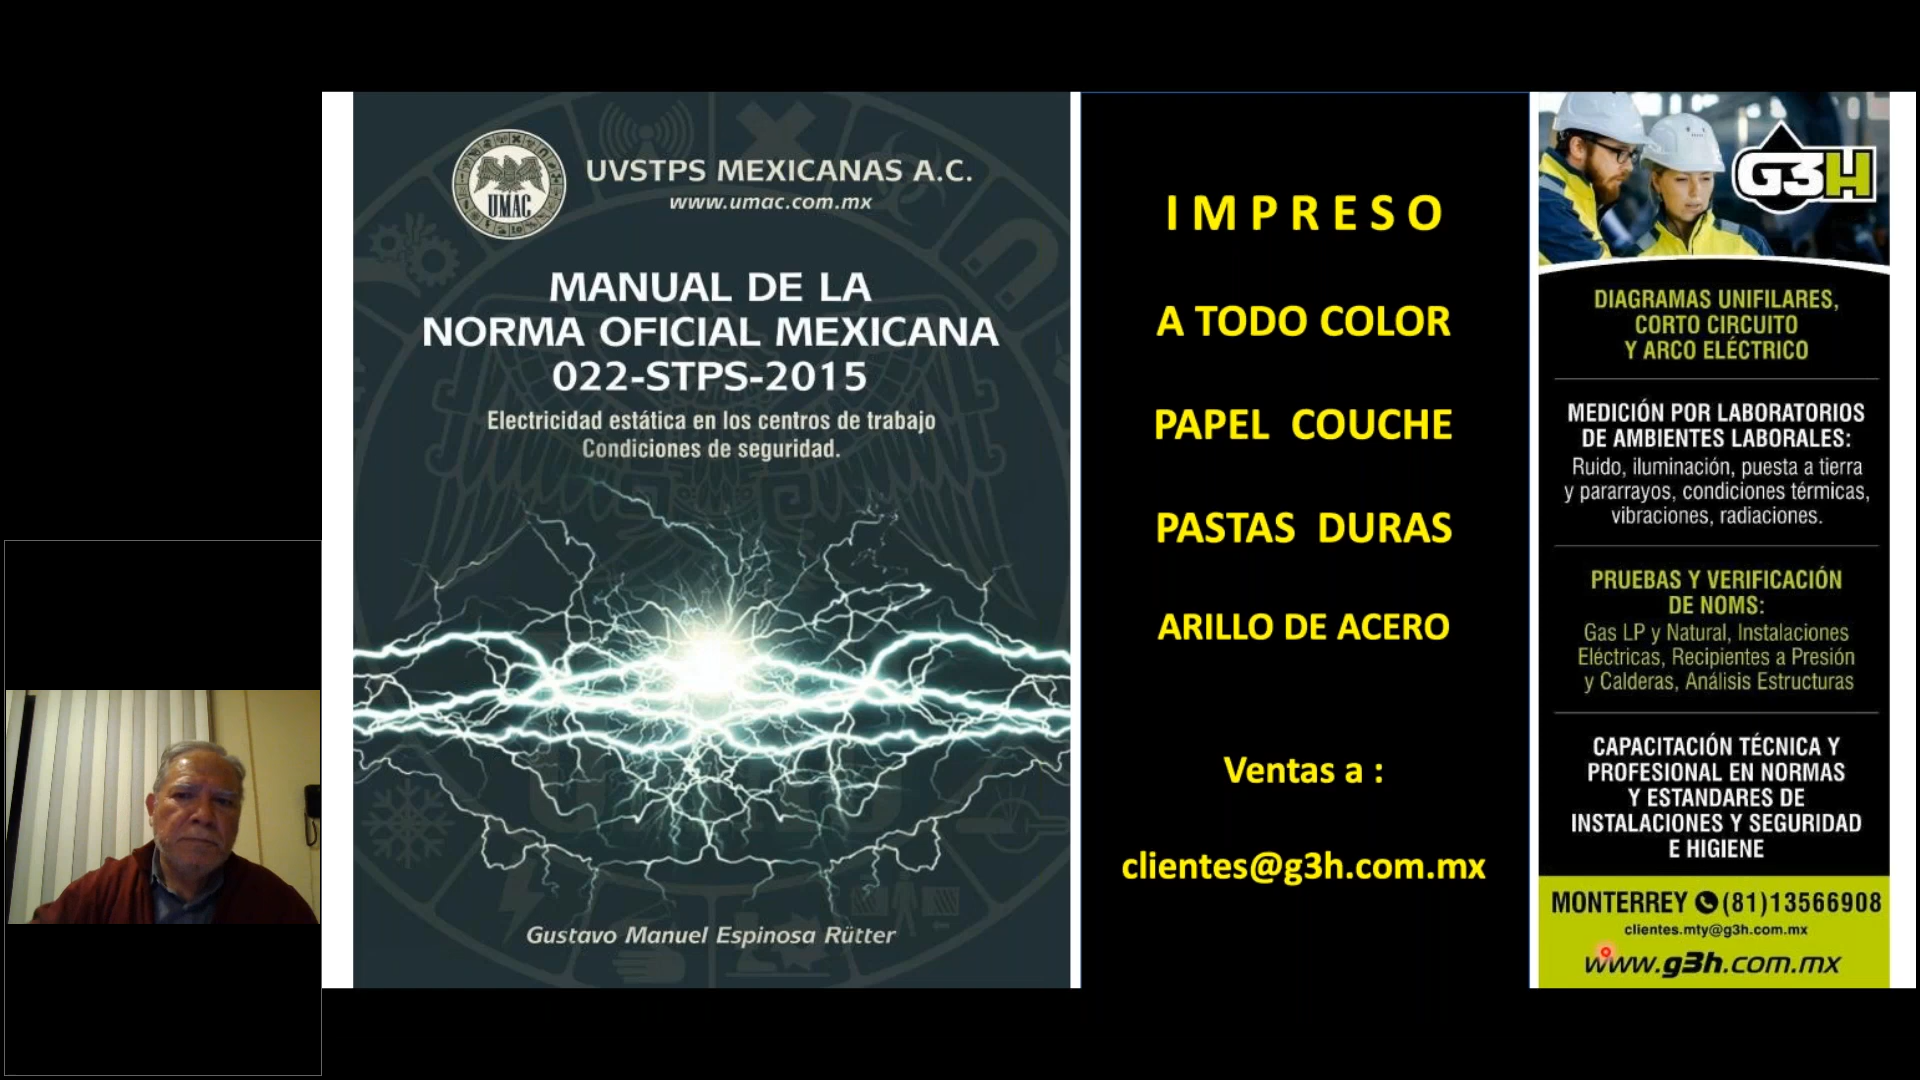 UMAC
UVSTPS MEXICANAS A.C.
www.umac.com.mx
MANUAL DE LA
NORMA OFICIAL MEXICANA
022-STPS-2015
Electricidad estática en los centros de trabajo
Condiciones de seguridad.
Gustavo Manuel Espinosa Rütter
IMPRESO
A TODO COLOR
PAPEL COUCHE
PASTAS DURAS
ARILLO DE ACERO
Ventas a :
clientes@g3h.com.mx
G3H
DIAGRAMAS UNIFILARES,
CORTO CIRCUITO
Y ARCO ELÉCTRICO
MEDICIÓN POR LABORATORIOS
DE AMBIENTES LABORALES:
Ruido, iluminación, puesta a tierra
y pararrayos, condiciones térmicas,
vibraciones, radiaciones.
PRUEBAS Y VERIFICACIÓN
DE NOMS:
Gas LP y Natural, Instalaciones
Eléctricas, Recipientes a Presión
y Calderas, Análisis Estructuras
CAPACITACIÓN TÉCNICA Y
PROFESIONAL EN NORMAS
Y ESTANDARES DE
INSTALACIONES Y SEGURIDAD
E HIGIENE
MONTERREY (81)13566908
clientes.mty@g3h.com.mx
www.g3h.com.mx